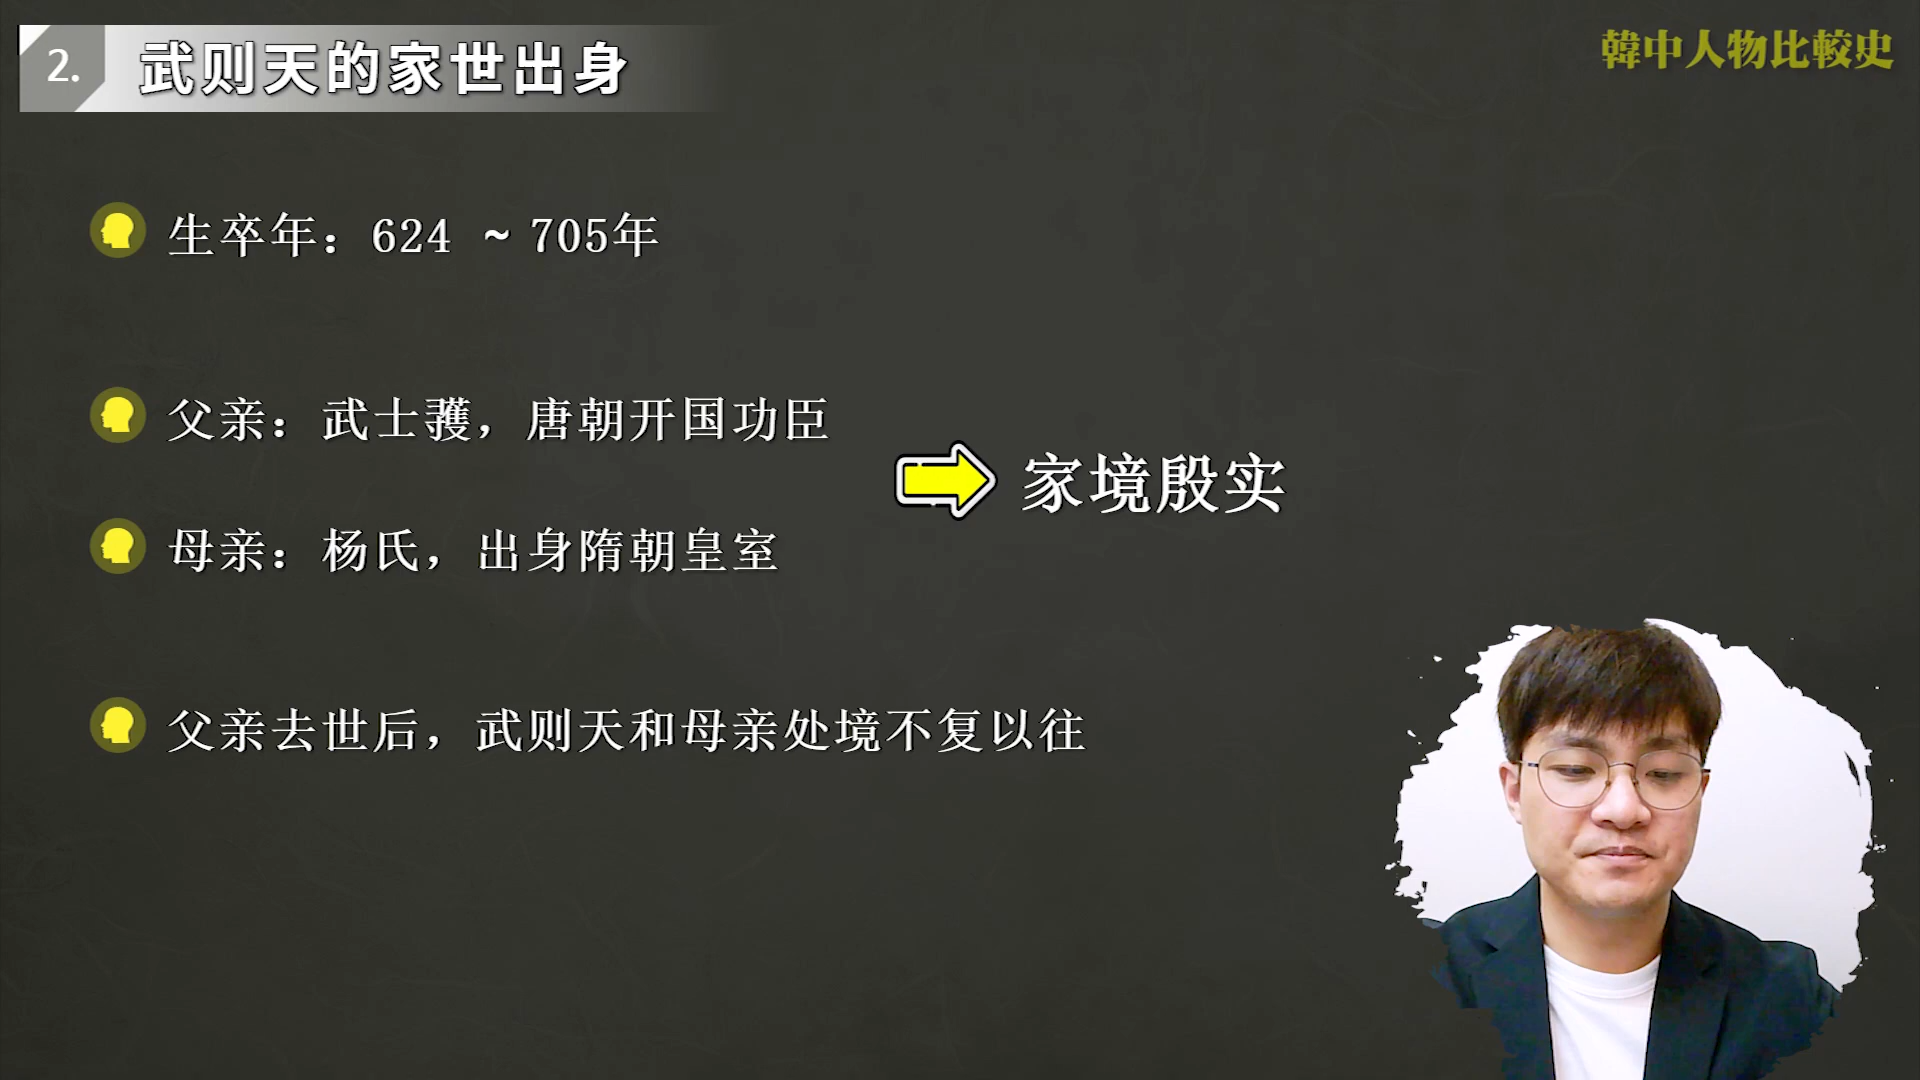 2. 武则天的家世出身
韓中人物比較史
生卒年：624 ~ 705年
父亲：武士彠，唐朝开国功臣
母亲：杨氏，出身隋朝皇室
家境殷实
父亲去世后，武则天和母亲处境不复以往